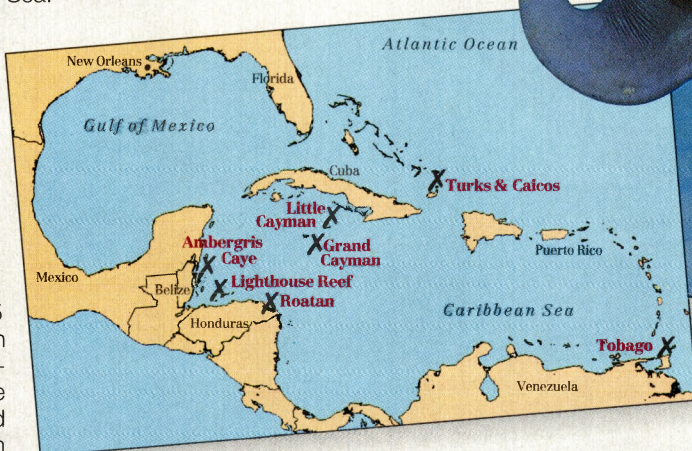 Sea.
Atlantic Ocean
New Orleans
Florida
Gulf of Mexico
Cuba
Turks & Caicos
Little
Cayman
Grand
Cayman
Ambergris
Caye
Puerto Rico
Mexico
Belize
Lighthouse Reef
Roatan
Honduras
Caribbean Sea
Tobago
Venezuela